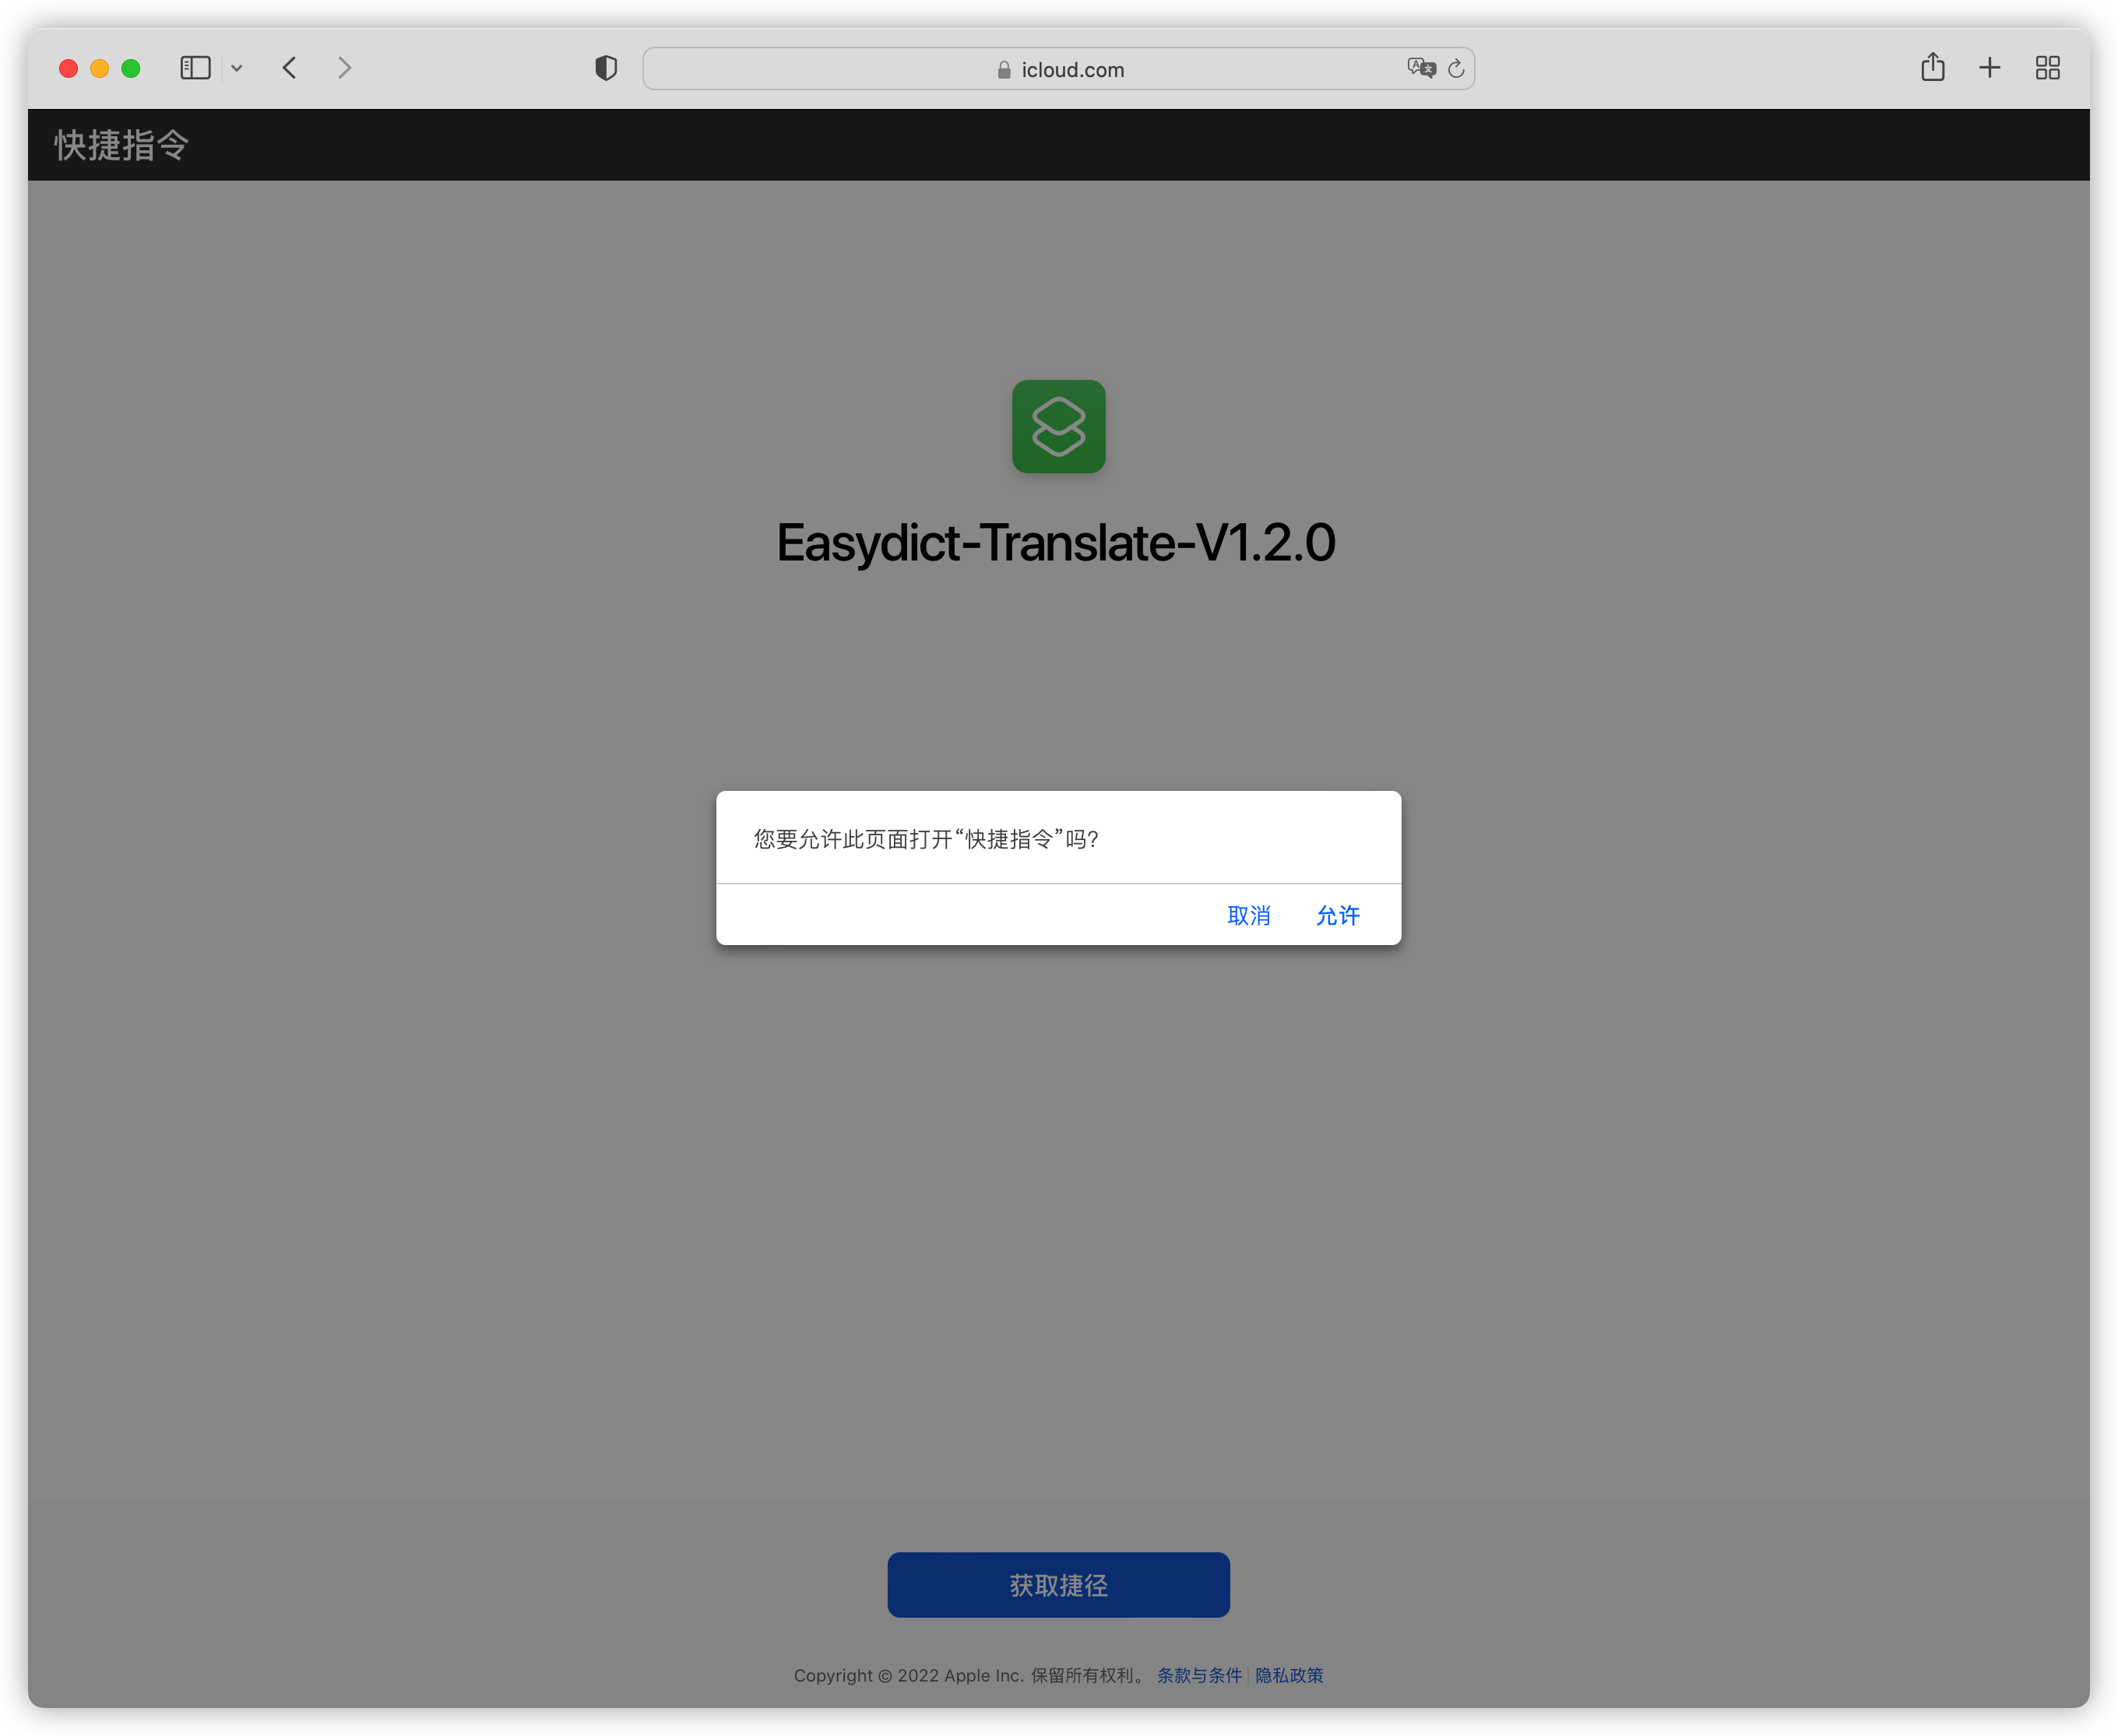 icloud.com
快捷指令
Easydict-Translate-V1.2.0
您要允许此页面打开“快捷指令”吗？
取消 允许
获取捷径
Copyright © 2022 Apple Inc. 保留所有权利。 条款与条件 | 隐私政策